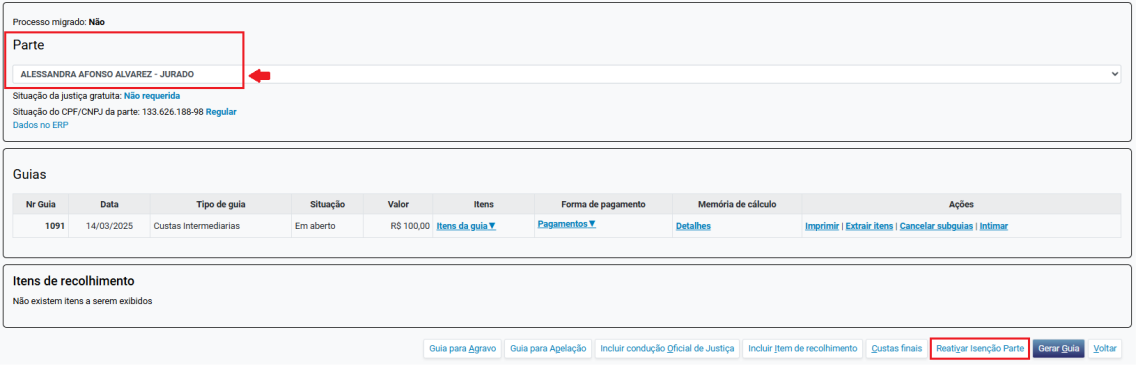 Processo migrado: Não
Parte
ALESSANDRA AFONSO ALVAREZ - JURADO
Situação da justiça gratuita: Não requerida
Situação do CPF/CNPJ da parte: 133.626.188-98 Regular
Dados no ERP
Guias
Nr Guia Data Tipo de guia Situação Valor Itens Forma de pagamento Memória de cálculo Ações
1091 14/03/2025 Custas Intermediarias Em aberto R$ 100,00 Itens da guia▼ Pagamentos▼ Detalhes Imprimir | Extrair itens | Cancelar subguias | Intimar
Itens de recolhimento
Não existem itens a serem exibidos
Guia para Agravo Guia para Apelação Incluir condução Oficial de Justiça Incluir Item de recolhimento Custas finais Reativar Isenção Parte Gerar Guia Voltar